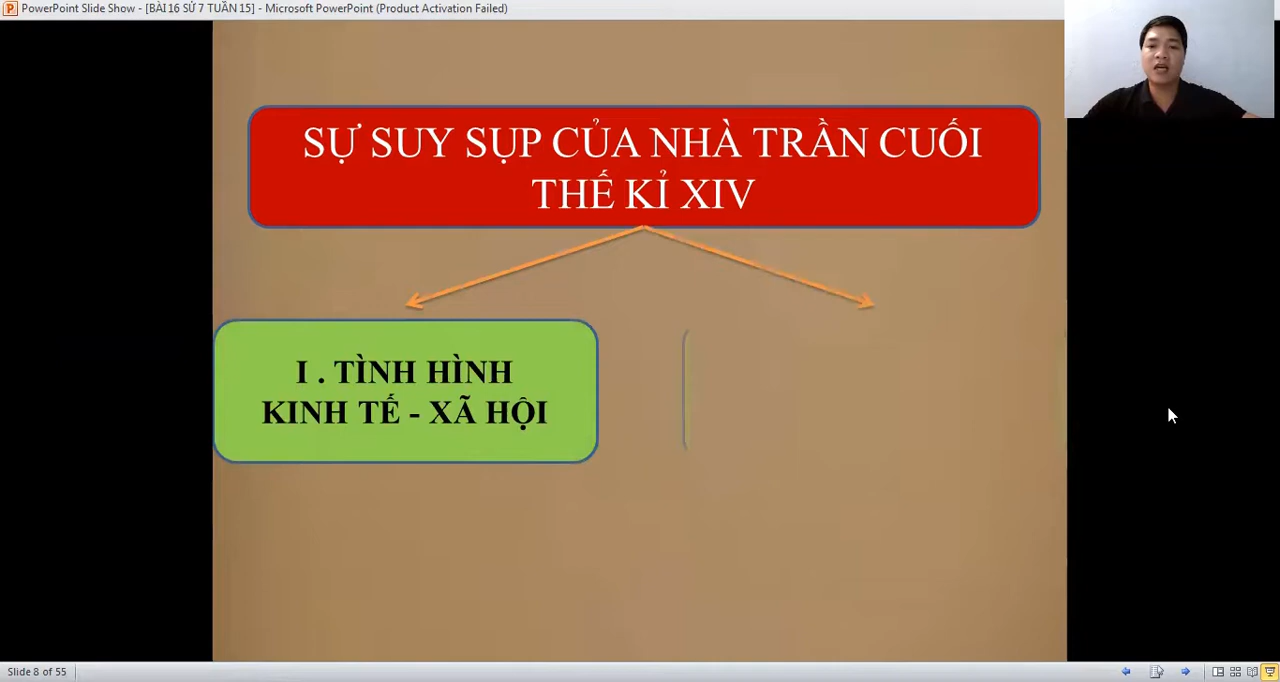 PowerPoint Slide Show - [BÀI 16 SỬ 7 TUẦN 15] - Microsoft PowerPoint (Product Activation Failed)
SỰ SUY SỤP CỦA NHÀ TRẦN CUỐI
THẾ KỈ XIV
I . TÌNH HÌNH
KINH TẾ - XÃ HỘI
Slide 8 of 55